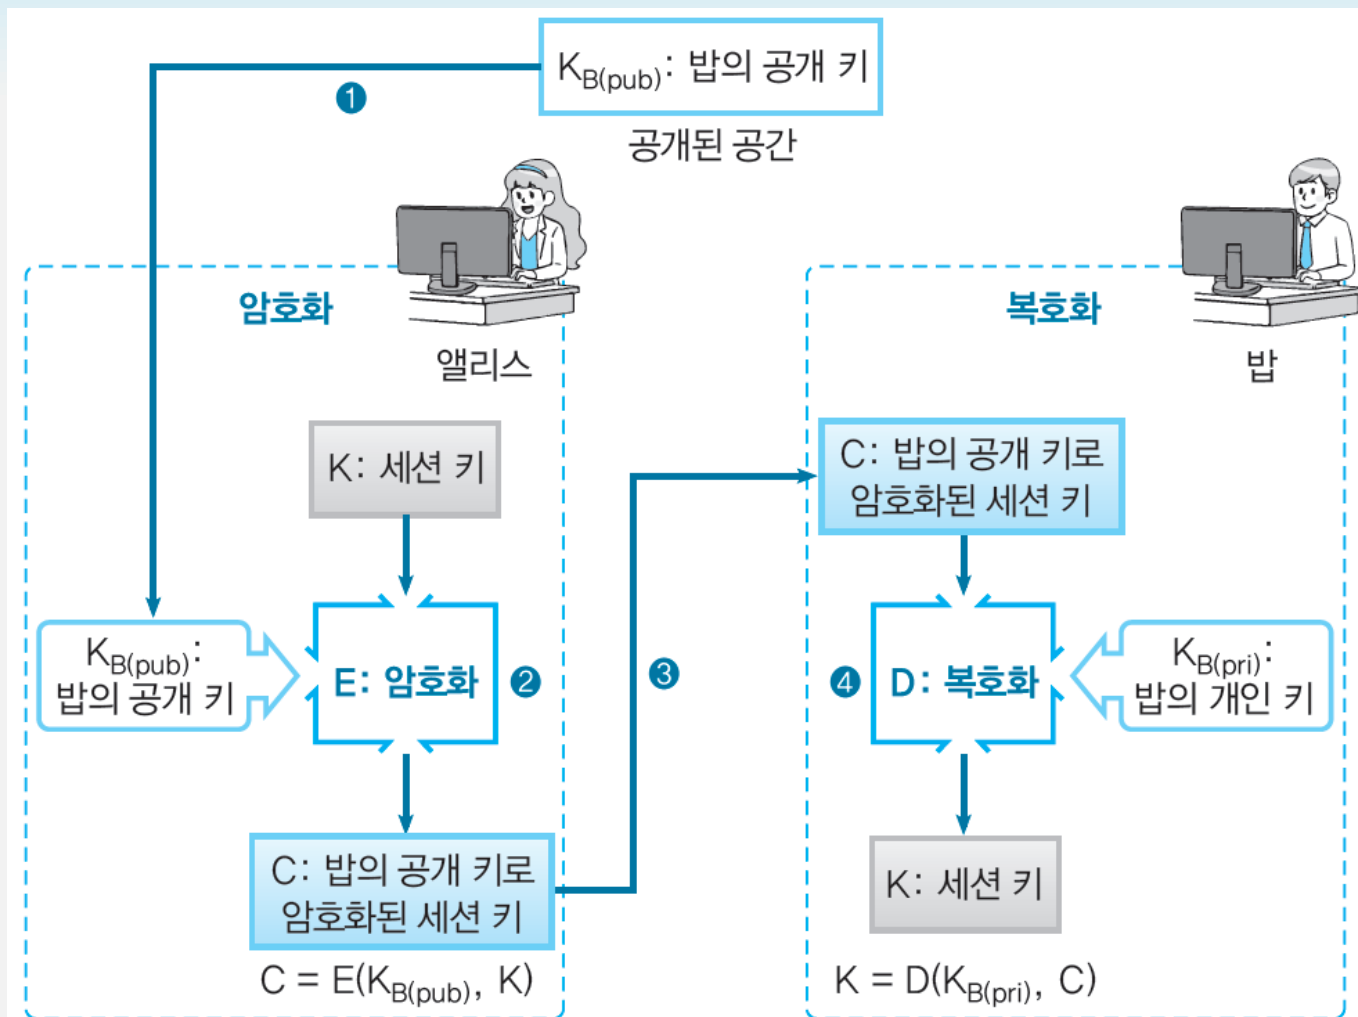 K_B(pub): 밥의 공개 키
1
공개된 공간
암호화
앨리스
K: 세션 키
K_B(pub):
밥의 공개 키
E: 암호화
2
C: 밥의 공개 키로
암호화된 세션 키
C = E(K_B(pub), K)
3
복호화
밥
C: 밥의 공개 키로
암호화된 세션 키
4
D: 복호화
K_B(pri):
밥의 개인 키
K: 세션 키
K = D(K_B(pri), C)